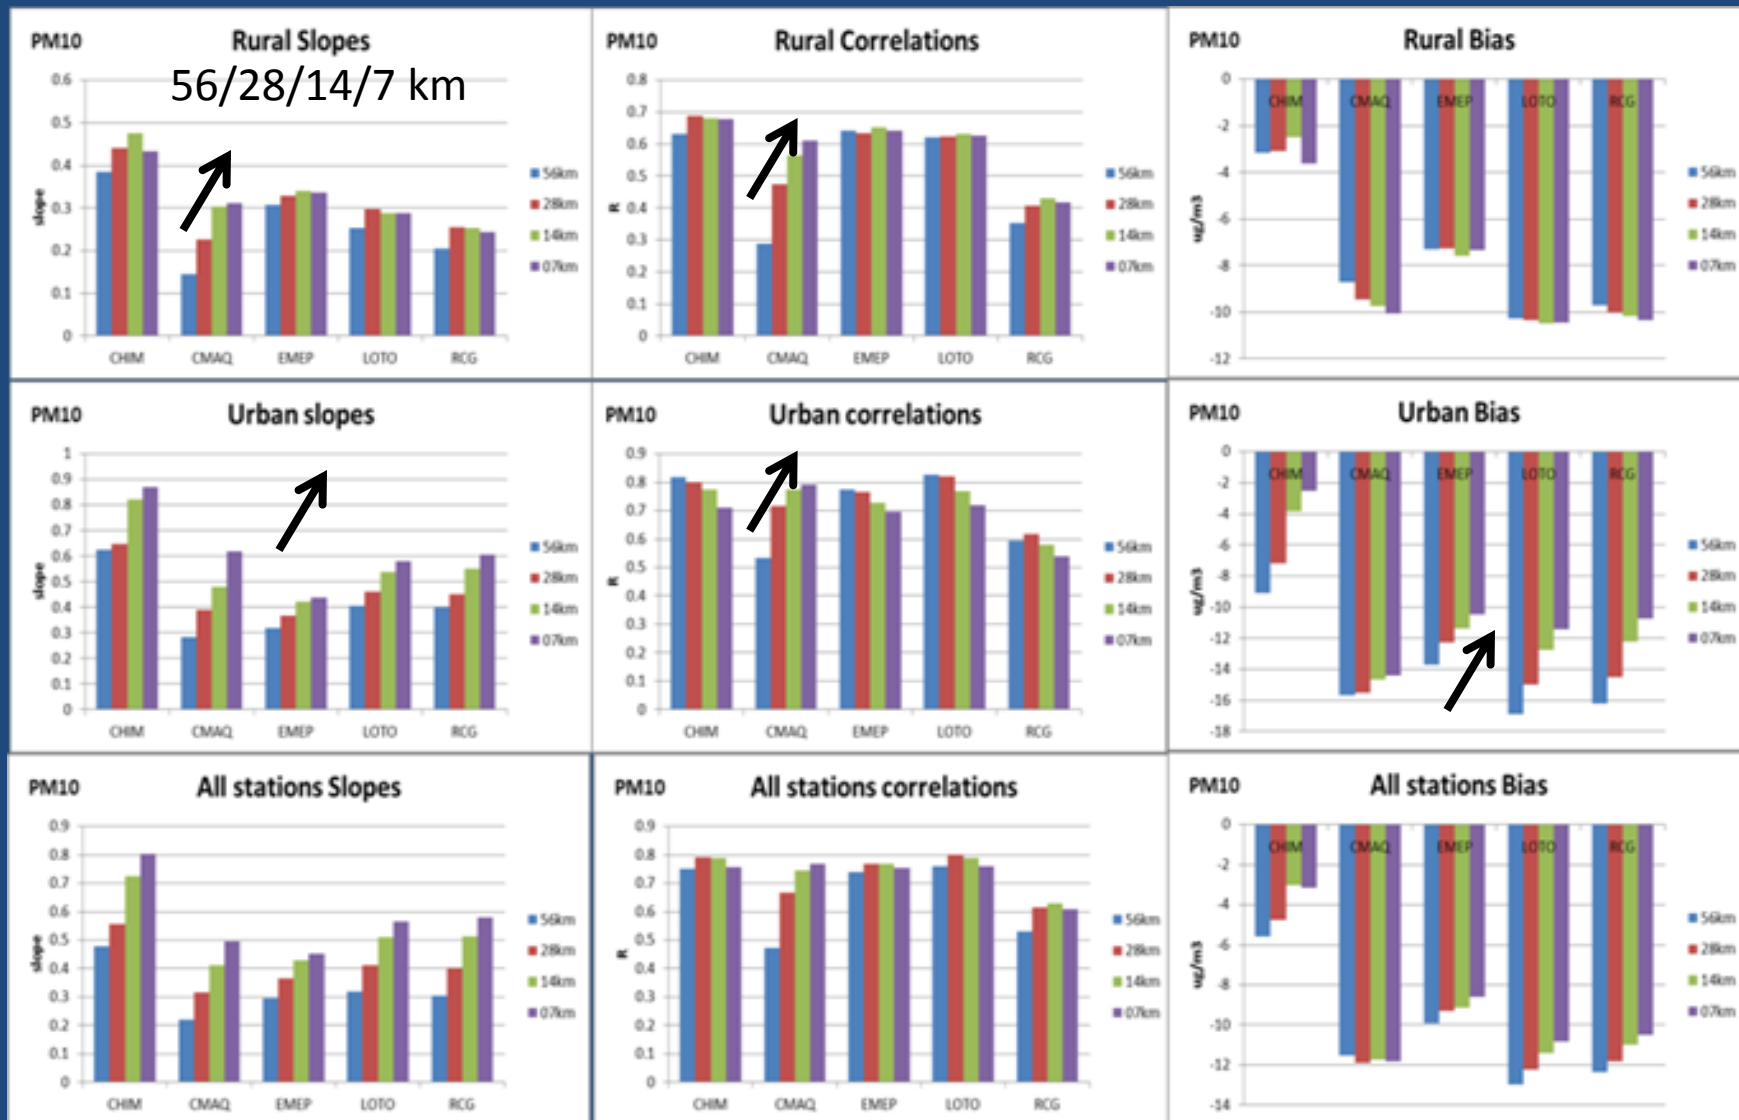 PM10
Rural Slopes
56/28/14/7 km
0.6
0.5
0.4
0.3
0.2
0.1
0
slope
CHIM CMAQ EMEP LOTO RCG
56km
28km
14km
07km
PM10
Rural Correlations
0.8
0.7
0.6
0.5
0.4
0.3
0.2
0.1
0
R
CHIM CMAQ EMEP LOTO RCG
56km
28km
14km
07km
PM10
Rural Bias
0
-2
-4
-6
-8
-10
-12
ug/m3
CHIM CMAQ EMEP LOTO RCG
56km
28km
14km
07km
PM10
Urban slopes
1
0.9
0.8
0.7
0.6
0.5
0.4
0.3
0.2
0.1
0
slope
CHIM CMAQ EMEP LOTO RCG
56km
28km
14km
07km
PM10
Urban correlations
0.9
0.8
0.7
0.6
0.5
0.4
0.3
0.2
0.1
0
R
CHIM CMAQ EMEP LOTO RCG
56km
28km
14km
07km
PM10
Urban Bias
0
-2
-4
-6
-8
-10
-12
-14
-16
-18
ug/m3
CHIM CMAQ EMEP LOTO RCG
56km
28km
14km
07km
PM10
All stations Slopes
0.9
0.8
0.7
0.6
0.5
0.4
0.3
0.2
0.1
0
slope
CHIM CMAQ EMEP LOTO RCG
56km
28km
14km
07km
PM10
All stations correlations
0.9
0.8
0.7
0.6
0.5
0.4
0.3
0.2
0.1
0
R
CHIM CMAQ EMEP LOTO RCG
56km
28km
14km
07km
PM10
All stations Bias
0
-2
-4
-6
-8
-10
-12
-14
ug/m3
CHIM CMAQ EMEP LOTO RCG
56km
28km
14km
07km